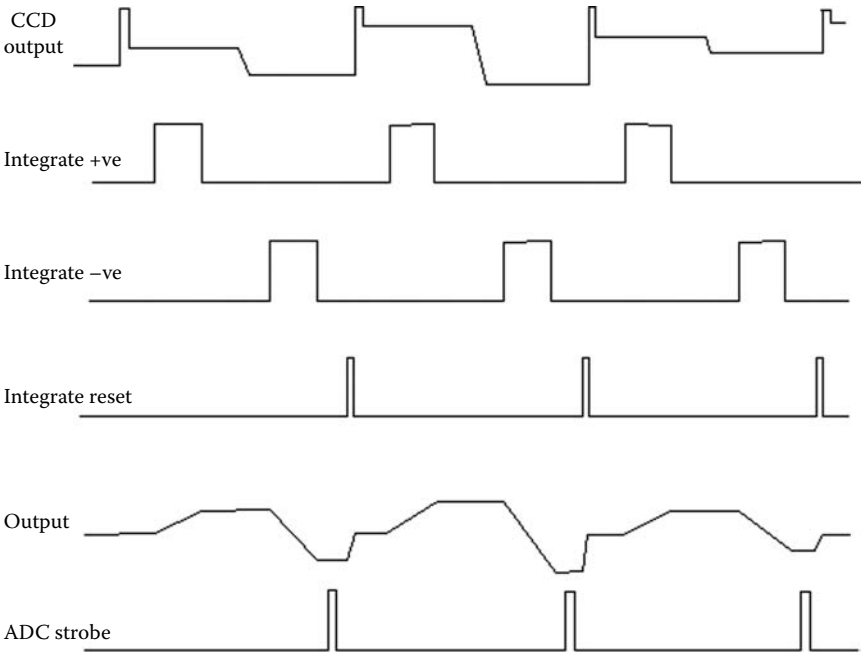 CCD
output
Integrate +ve
Integrate −ve
Integrate reset
Output
ADC strobe